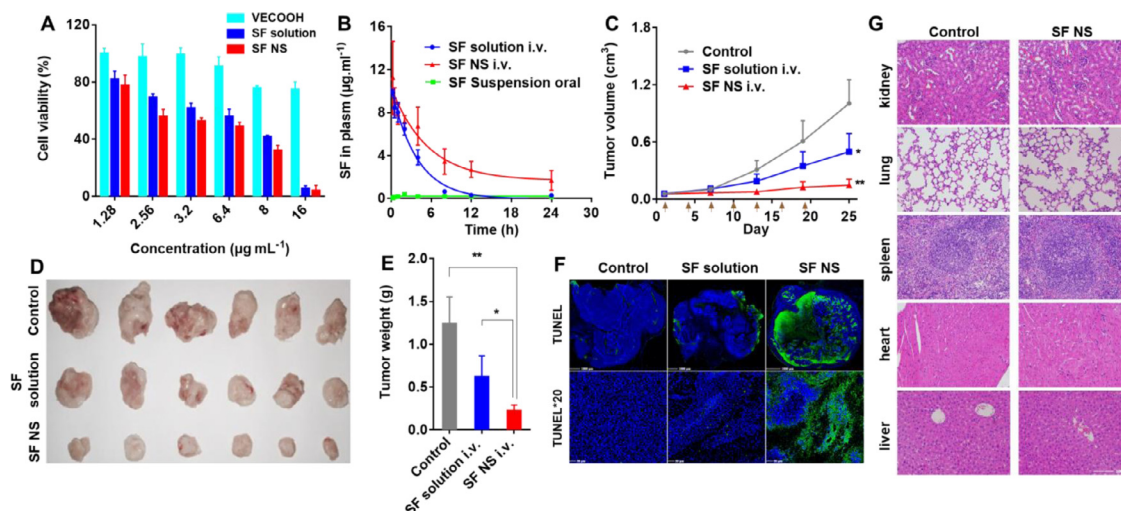 A
VECOOH
SF solution
SF NS
Cell viability (%)
120
80
40
0
1.28
2.56
3.2
6.4
8
16
Concentration (µg mL⁻¹)
B
SF solution i.v.
SF NS i.v.
SF Suspension oral
SF in plasm (µg.ml⁻¹)
16
12
8
4
0
0 6 12 18 24 30
Time (h)
C
Control
SF solution i.v.
SF NS i.v.
Tumor volume (cm³)
1.8
1.2
0.6
0.0
0 5 10 15 20 25
Day
*
**
D
Control
SF
solution
SF NS
E
Tumor weight (g)
2.0
1.5
1.0
0.5
0.0
**
*
Control
SF solution i.v.
SF NS i.v.
F
Control SF solution SF NS
TUNEL
TUNEL*20
G
Control SF NS
kidney
lung
spleen
heart
liver